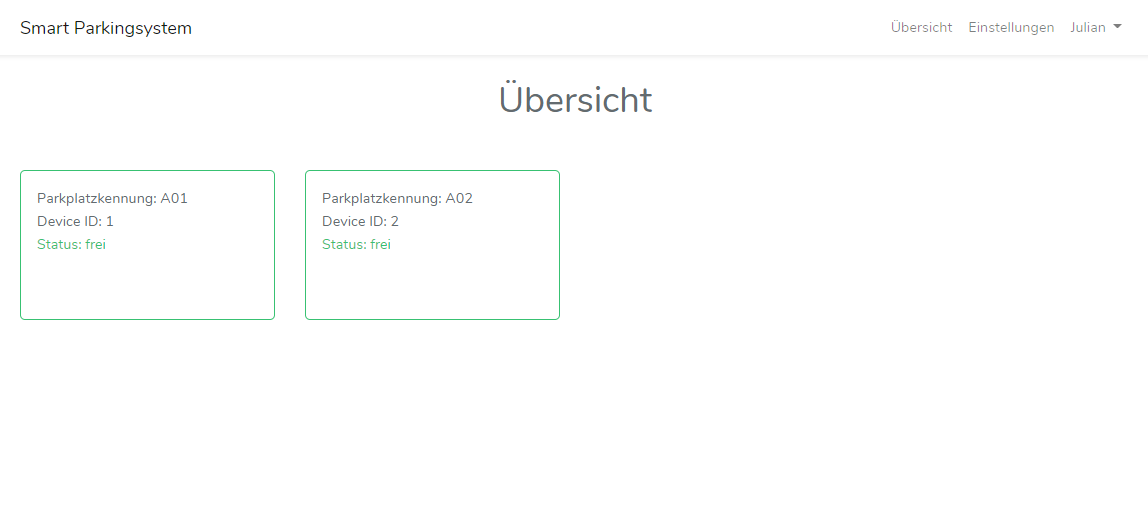 Smart Parkingsystem
Übersicht Einstellungen Julian
Übersicht
Parkplatzkennung: A01
Device ID: 1
Status: frei
Parkplatzkennung: A02
Device ID: 2
Status: frei